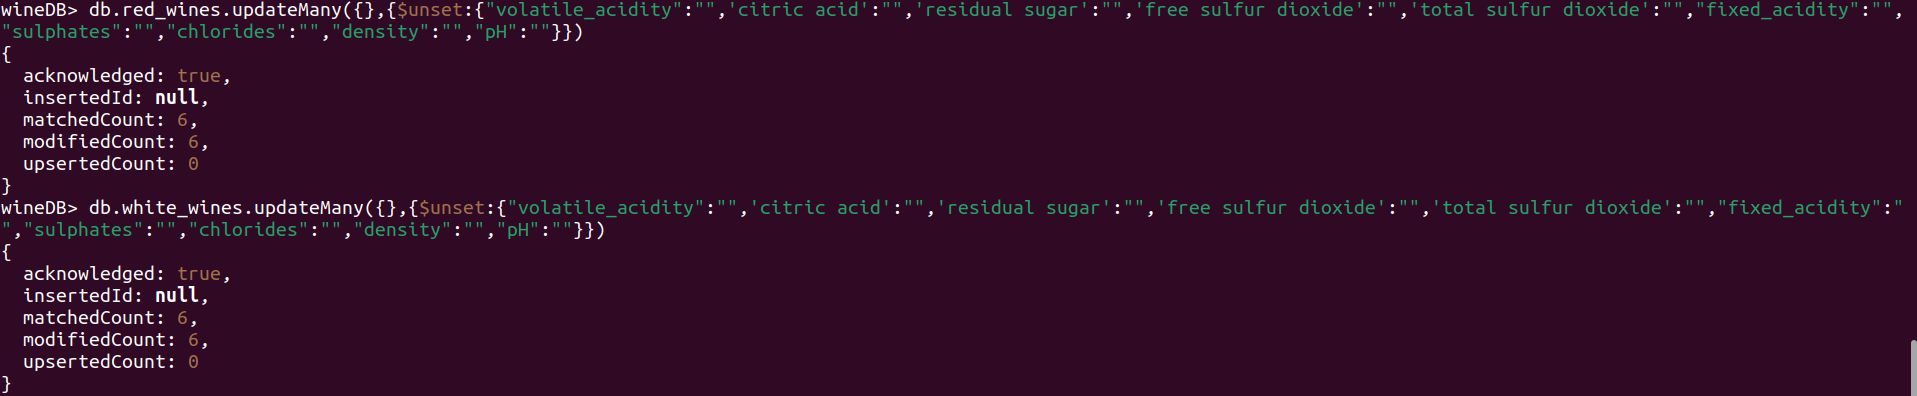 wineDB> db.red_wines.updateMany({},{$unset:{"volatile_acidity":"",'citric acid':"",'residual sugar':"",'free sulfur dioxide':"",'total sulfur dioxide':"","fixed_acidity":"",
"sulphates":"","chlorides":"","density":"","pH":""}})
{
  acknowledged: true,
  insertedId: null,
  matchedCount: 6,
  modifiedCount: 6,
  upsertedCount: 0
}
wineDB> db.white_wines.updateMany({},{$unset:{"volatile_acidity":"",'citric acid':"",'residual sugar':"",'free sulfur dioxide':"",'total sulfur dioxide':"","fixed_acidity":"
","sulphates":"","chlorides":"","density":"","pH":""}})
{
  acknowledged: true,
  insertedId: null,
  matchedCount: 6,
  modifiedCount: 6,
  upsertedCount: 0
}